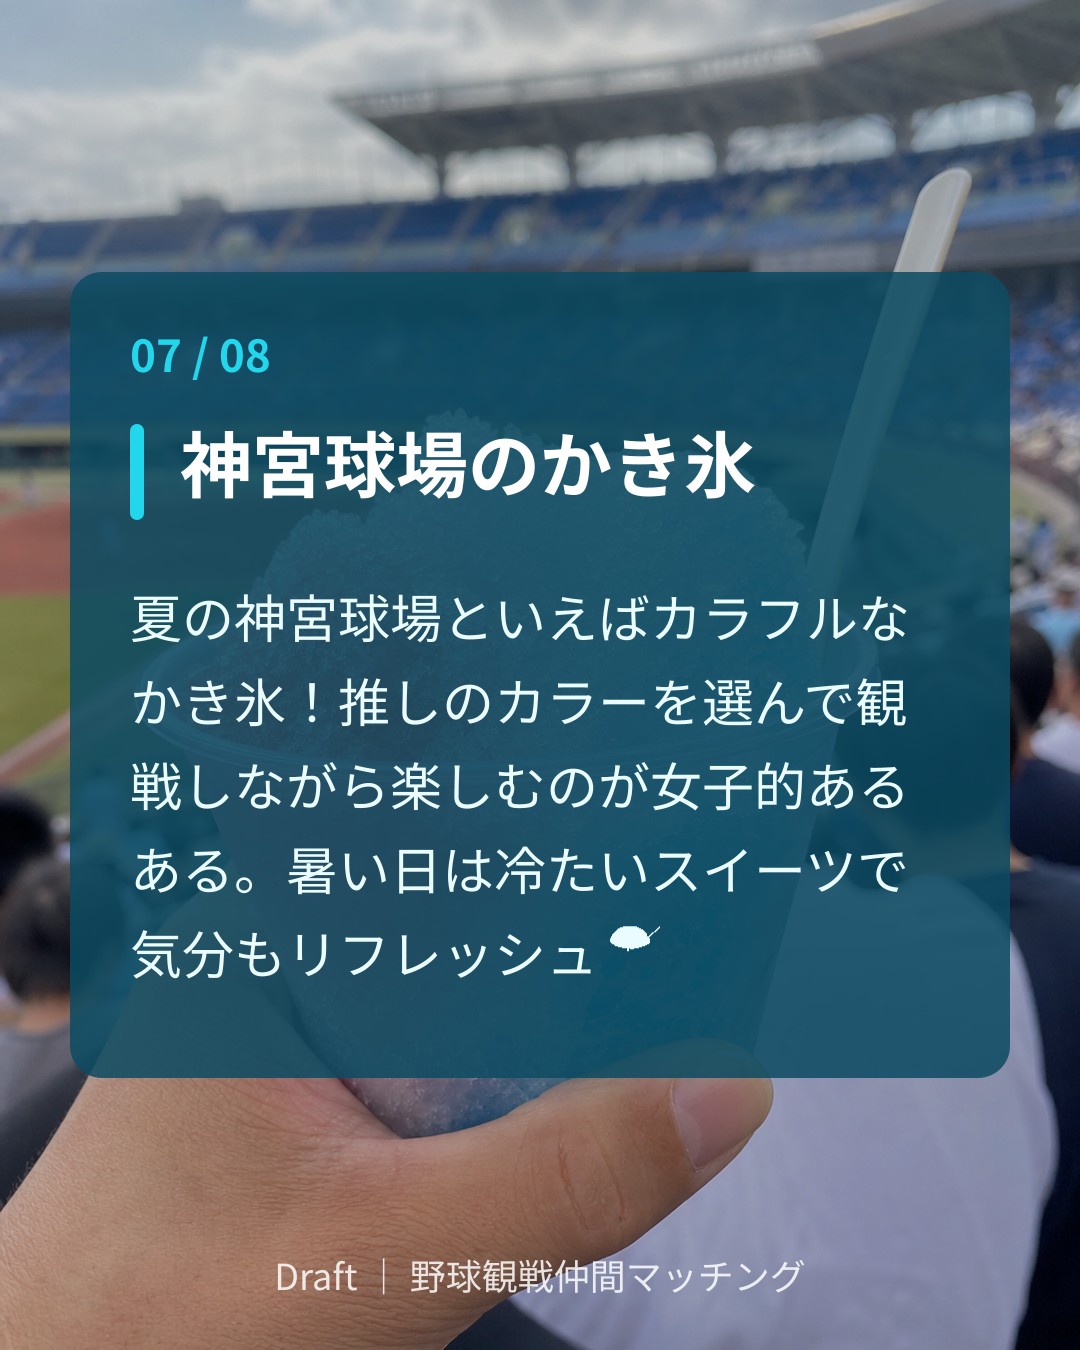 07 / 08
神宮球場のかき氷
夏の神宮球場といえばカラフルな
かき氷！推しのカラーを選んで観
戦しながら楽しむのが女子的ある
ある。暑い日は冷たいスイーツで
気分もリフレッシュ
Draft ｜ 野球観戦仲間マッチング